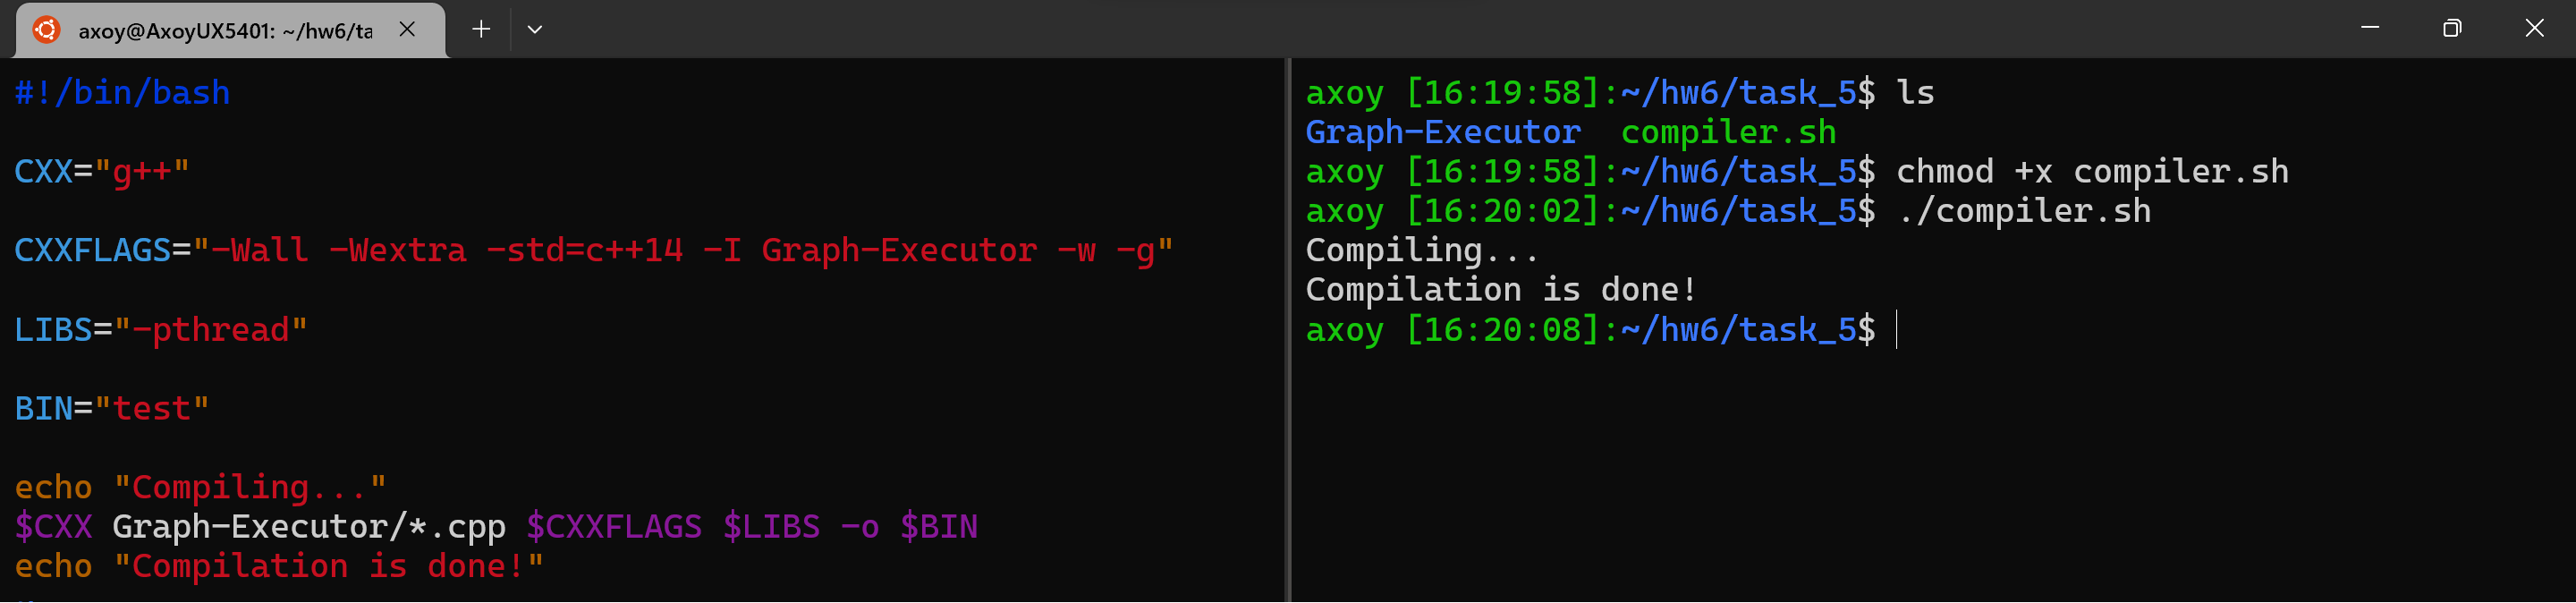 axoy@AxoyUX5401: ~/hw6/ta
#!/bin/bash
CXX="g++"
CXXFLAGS="-Wall -Wextra -std=c++14 -I Graph-Executor -w -g"
LIBS="-pthread"
BIN="test"
echo "Compiling..."
$CXX Graph-Executor/*.cpp $CXXFLAGS $LIBS -o $BIN
echo "Compilation is done!"
axoy [16:19:58]:~/hw6/task_5$ ls
Graph-Executor  compiler.sh
axoy [16:19:58]:~/hw6/task_5$ chmod +x compiler.sh
axoy [16:20:02]:~/hw6/task_5$ ./compiler.sh
Compiling...
Compilation is done!
axoy [16:20:08]:~/hw6/task_5$